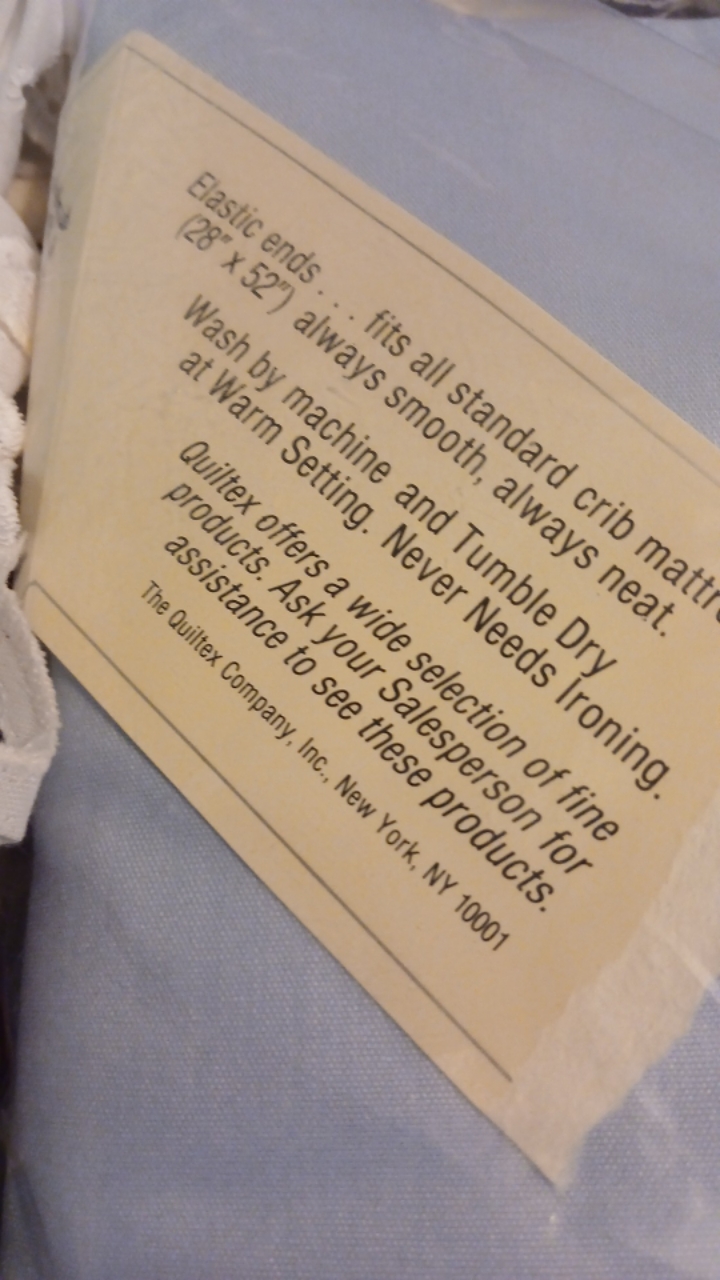 Elastic ends . . . fits all standard crib mattre
(28" x 52") always smooth, always neat.
Wash by machine and Tumble Dry
at Warm Setting. Never Needs Ironing.
Quiltex offers a wide selection of fine
products. Ask your Salesperson for
assistance to see these products.
The Quiltex Company, Inc., New York, NY 10001